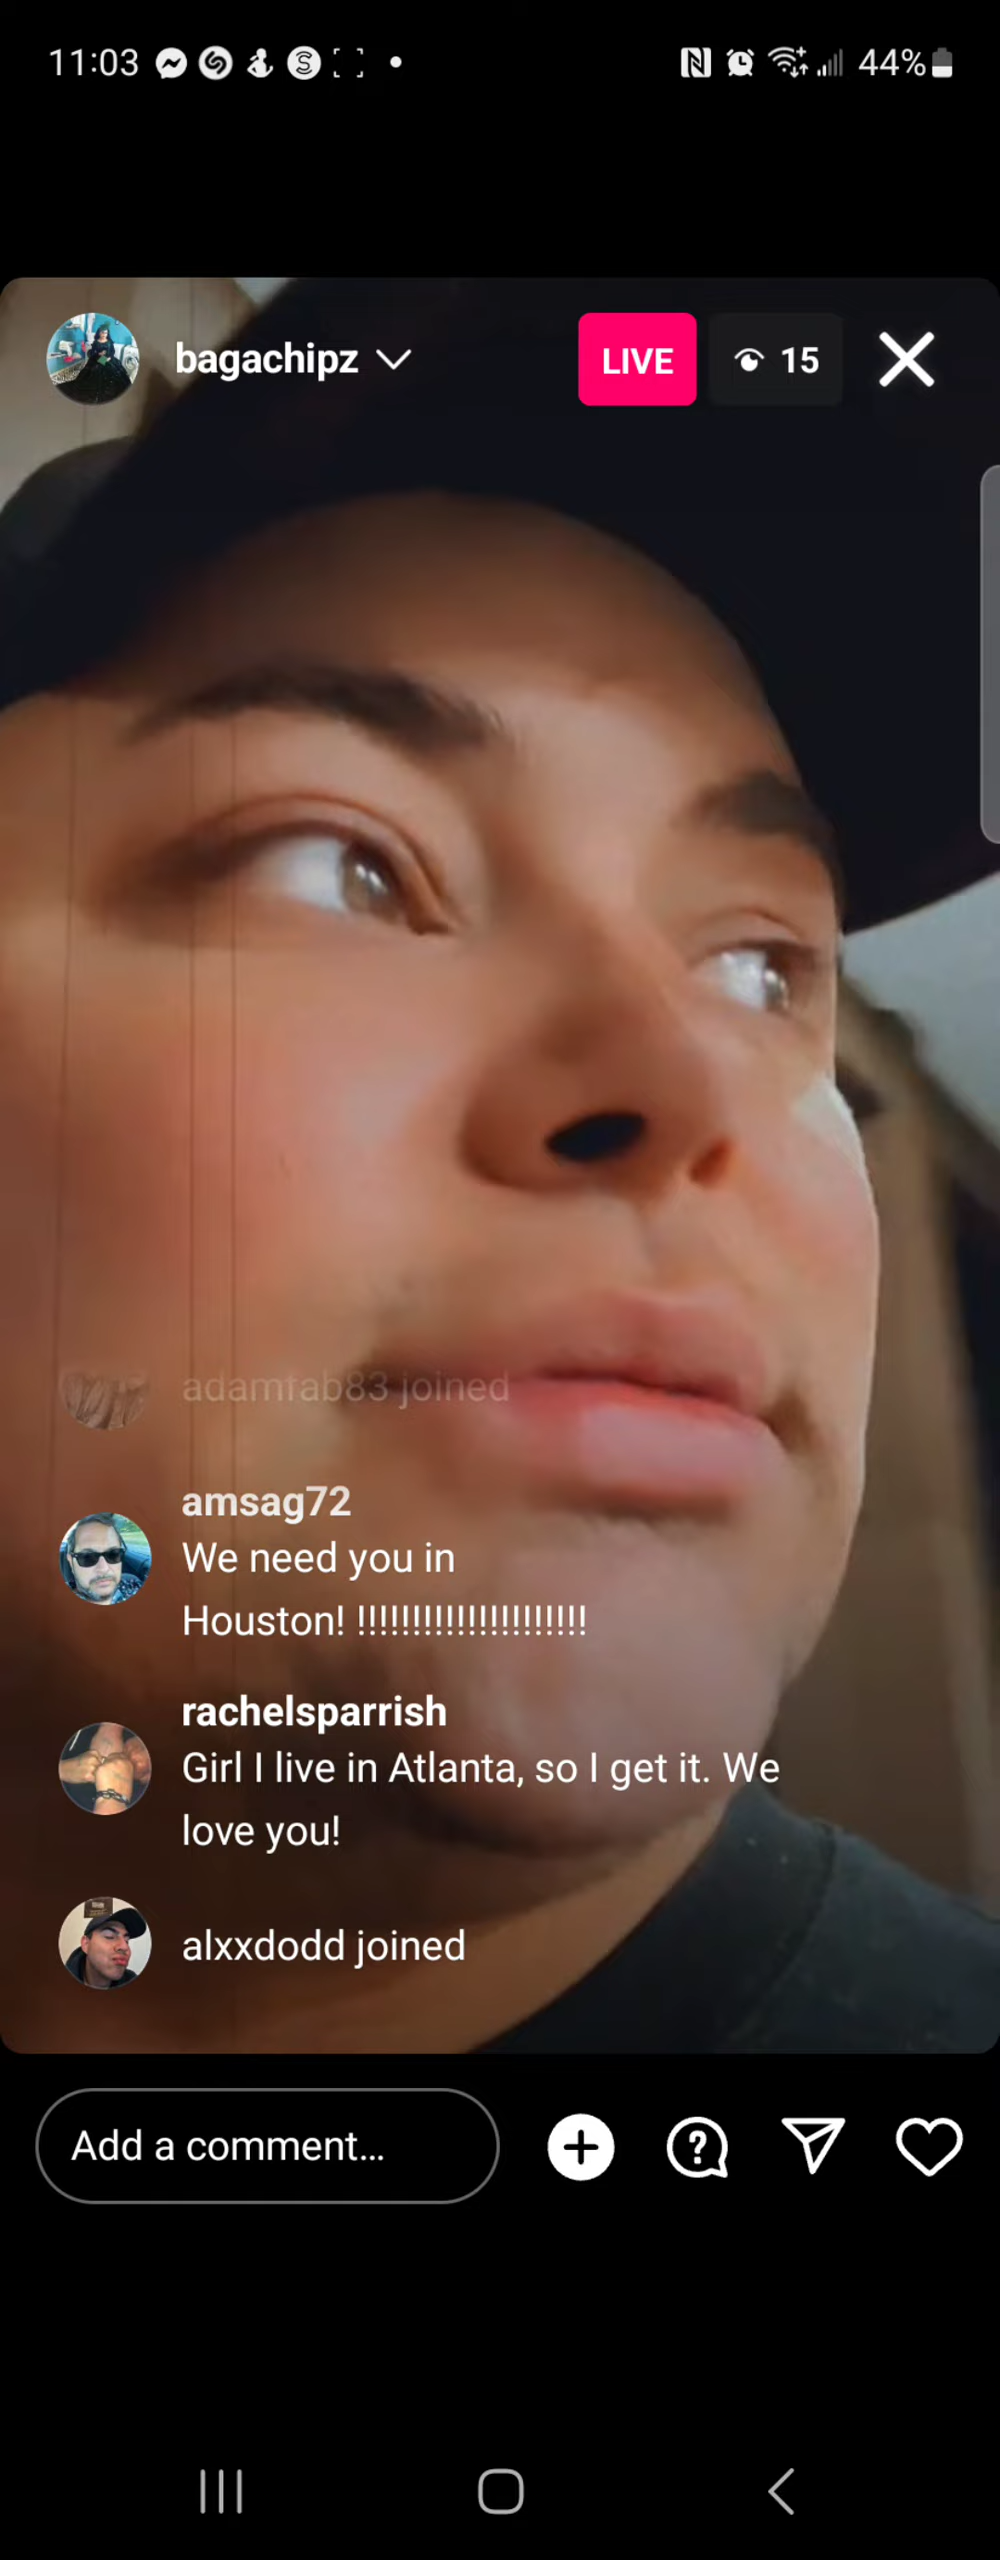 11:03
44%
bagachipz
LIVE
15
adamfab83 joined
amsag72
We need you in
Houston! !!!!!!!!!!!!!!!!!!!!!
rachelsparrish
Girl I live in Atlanta, so I get it. We
love you!
alxxdodd joined
Add a comment...